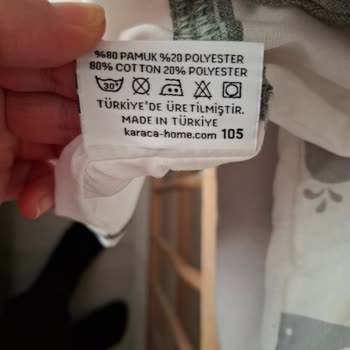 %80 PAMUK %20 POLYESTER
80% COTTON 20% POLYESTER
30°
TÜRKİYE'DE ÜRETİLMİŞTİR.
MADE IN TÜRKİYE
karaca-home.com 105